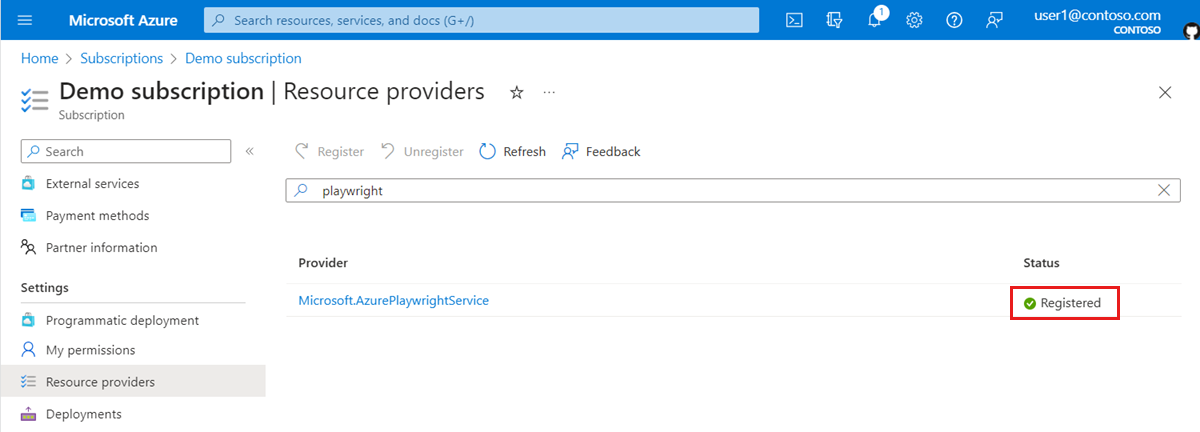 Microsoft Azure
Search resources, services, and docs (G+/)
1
user1@contoso.com
CONTOSO
Home > Subscriptions > Demo subscription
Demo subscription | Resource providers
Subscription
Search
Register
Unregister
Refresh
Feedback
External services
playwright
Payment methods
Partner information
Provider
Status
Settings
Microsoft.AzurePlaywrightService
Registered
Programmatic deployment
My permissions
Resource providers
Deployments